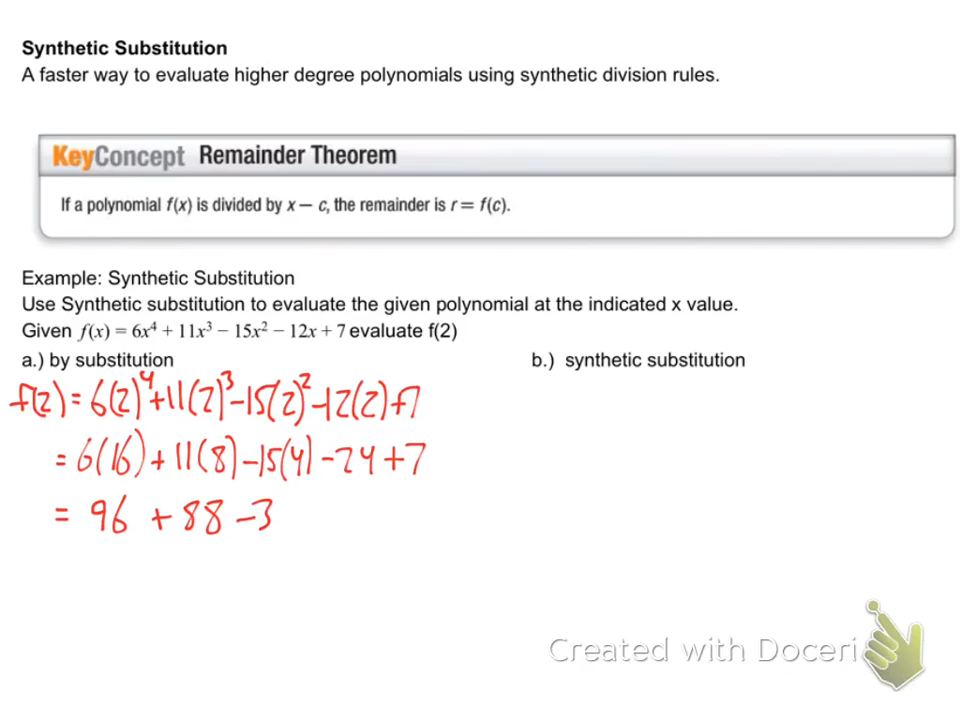 Synthetic Substitution
A faster way to evaluate higher degree polynomials using synthetic division rules.
KeyConcept Remainder Theorem
If a polynomial f(x) is divided by x – c, the remainder is r = f(c).
Example: Synthetic Substitution
Use Synthetic substitution to evaluate the given polynomial at the indicated x value.
Given f(x) = 6x⁴ + 11x³ − 15x² − 12x + 7 evaluate f(2)
a.) by substitution
b.) synthetic substitution
f(2) = 6(2)⁴ + 11(2)³ - 15(2)² - 12(2) + 7
= 6(16) + 11(8) - 15(4) - 24 + 7
= 96 + 88 - 3
Created with Doceri